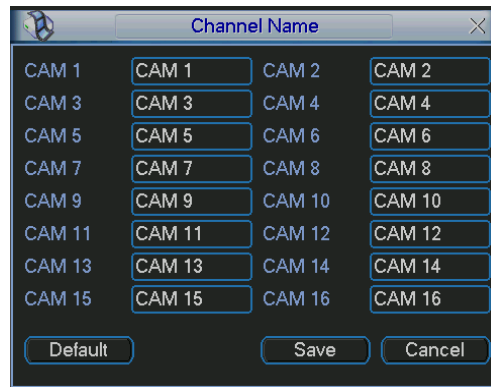 Channel Name
CAM 1 CAM 1 CAM 2 CAM 2
CAM 3 CAM 3 CAM 4 CAM 4
CAM 5 CAM 5 CAM 6 CAM 6
CAM 7 CAM 7 CAM 8 CAM 8
CAM 9 CAM 9 CAM 10 CAM 10
CAM 11 CAM 11 CAM 12 CAM 12
CAM 13 CAM 13 CAM 14 CAM 14
CAM 15 CAM 15 CAM 16 CAM 16
Default Save Cancel